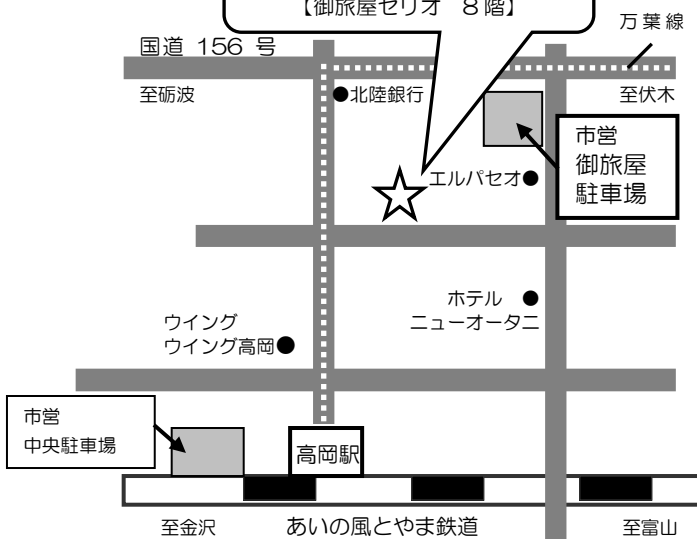 【御旅屋セリオ　８階】
万葉線
国道 156 号
至砺波
●北陸銀行
至伏木
市営
御旅屋
駐車場
エルパセオ●
ホテル　●
ニューオータニ
ウイング
ウイング高岡●
市営
中央駐車場
高岡駅
至金沢
あいの風とやま鉄道
至富山